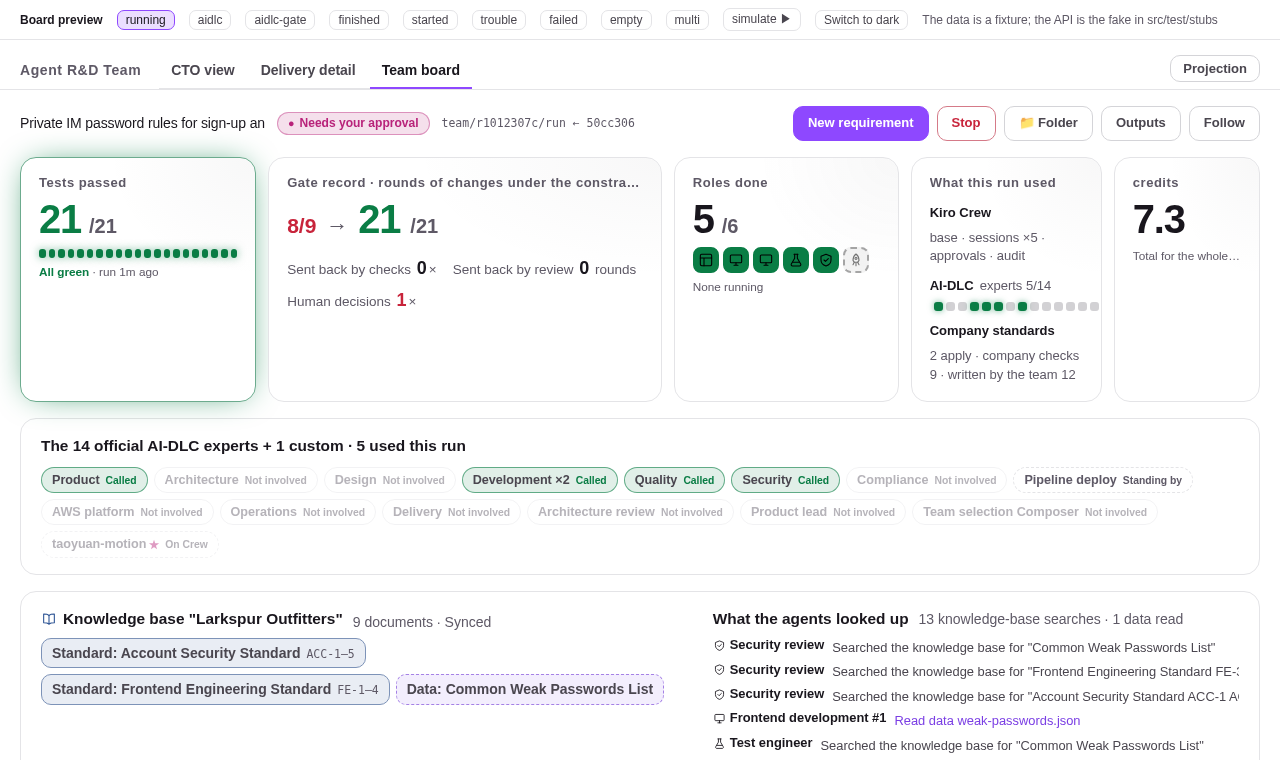 Board preview running aidlc aidlc-gate finished started trouble failed empty multi simulate ▶ Switch to dark The data is a fixture; the API is the fake in src/test/stubs
Agent R&D Team CTO view Delivery detail Team board Projection
Private IM password rules for sign-up an ● Needs your approval team/r1012307c/run ← 50cc306 New requirement Stop 📁 Folder Outputs Follow
Tests passed
21 /21
All green · run 1m ago
Gate record · rounds of changes under the constra…
8/9 → 21 /21
Sent back by checks 0× Sent back by review 0 rounds
Human decisions 1×
Roles done
5 /6
None running
What this run used
Kiro Crew
base · sessions ×5 ·
approvals · audit
AI-DLC experts 5/14
Company standards
2 apply · company checks
9 · written by the team 12
credits
7.3
Total for the whole…
The 14 official AI-DLC experts + 1 custom · 5 used this run
Product Called Architecture Not involved Design Not involved Development ×2 Called Quality Called Security Called Compliance Not involved Pipeline deploy Standing by
AWS platform Not involved Operations Not involved Delivery Not involved Architecture review Not involved Product lead Not involved Team selection Composer Not involved
taoyuan-motion ★ On Crew
Knowledge base "Larkspur Outfitters" 9 documents · Synced
Standard: Account Security Standard ACC-1–5
Standard: Frontend Engineering Standard FE-1–4 Data: Common Weak Passwords List
What the agents looked up 13 knowledge-base searches · 1 data read
Security review Searched the knowledge base for "Common Weak Passwords List"
Security review Searched the knowledge base for "Frontend Engineering Standard FE-
Security review Searched the knowledge base for "Account Security Standard ACC-1
Frontend development #1 Read data weak-passwords.json
Test engineer Searched the knowledge base for "Common Weak Passwords List"